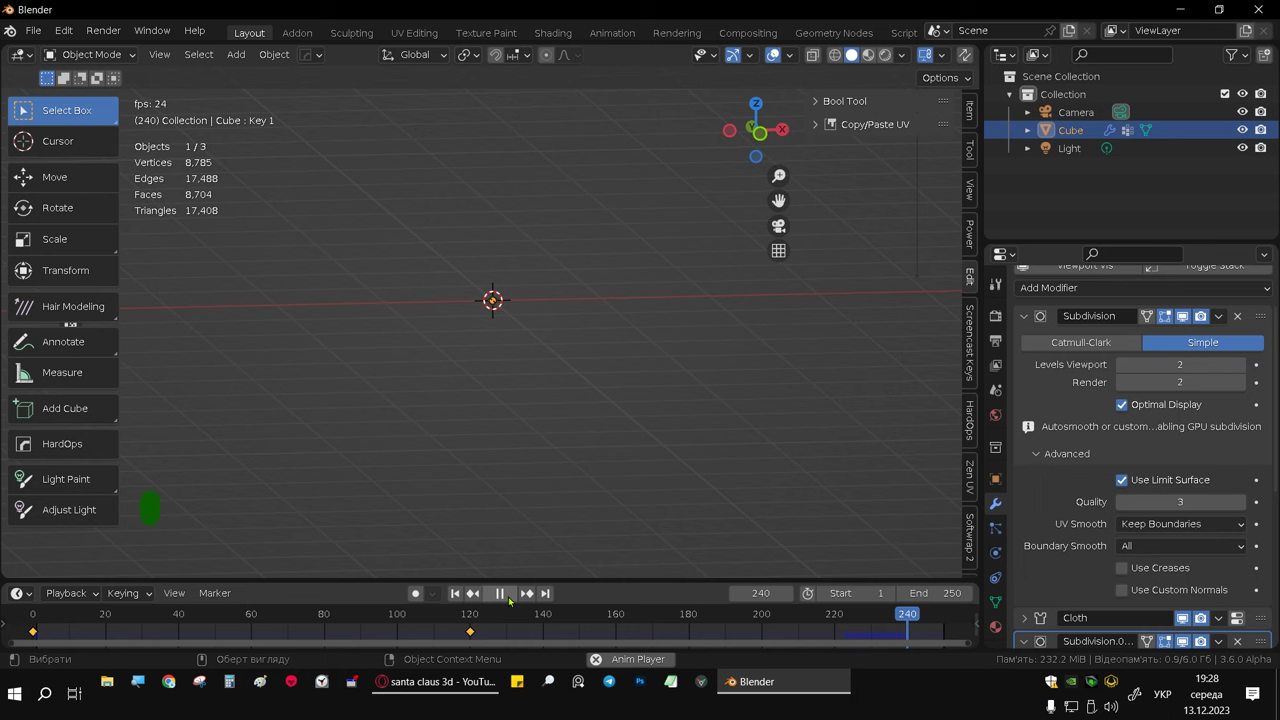 Blender
File Edit Render Window Help Layout Addon Sculpting UV Editing Texture Paint Shading Animation Rendering Compositing Geometry Nodes Script Scene ViewLayer
Object Mode View Select Add Object Global
Options
Select Box
Cursor
Move
Rotate
Scale
Transform
Hair Modeling
Annotate
Measure
Add Cube
HardOps
Light Paint
Adjust Light
fps: 24
(240) Collection | Cube : Key 1
Objects 1 / 3
Vertices 8,785
Edges 17,488
Faces 8,704
Triangles 17,408
Z
X
Y
Bool Tool
Copy/Paste UV
Item
Tool
View
Power
Edit
Screencast Keys
HardOps
Zen UV
Softwrap 2
Scene Collection
Collection
Camera
Cube
Light
Viewport Vis Toggle Stack
Add Modifier
Subdivision
Catmull-Clark Simple
Levels Viewport 2
Render 2
Optimal Display
Autosmooth or custom...abling GPU subdivision
Advanced
Use Limit Surface
Quality 3
UV Smooth Keep Boundaries
Boundary Smooth All
Use Creases
Use Custom Normals
Cloth
Subdivision.0...
Playback Keying View Marker 240 Start 1 End 250
0 20 40 60 80 100 120 140 160 180 200 220 240
Вибрати Оберт вигляду Object Context Menu Anim Player Пам'ять: 232.2 MiB | Відеопам'ять: 0.9/6.0 Гб | 3.6.0 Alpha
santa claus 3d - YouTu... Ps Blender УКР 19:28
середа
13.12.2023